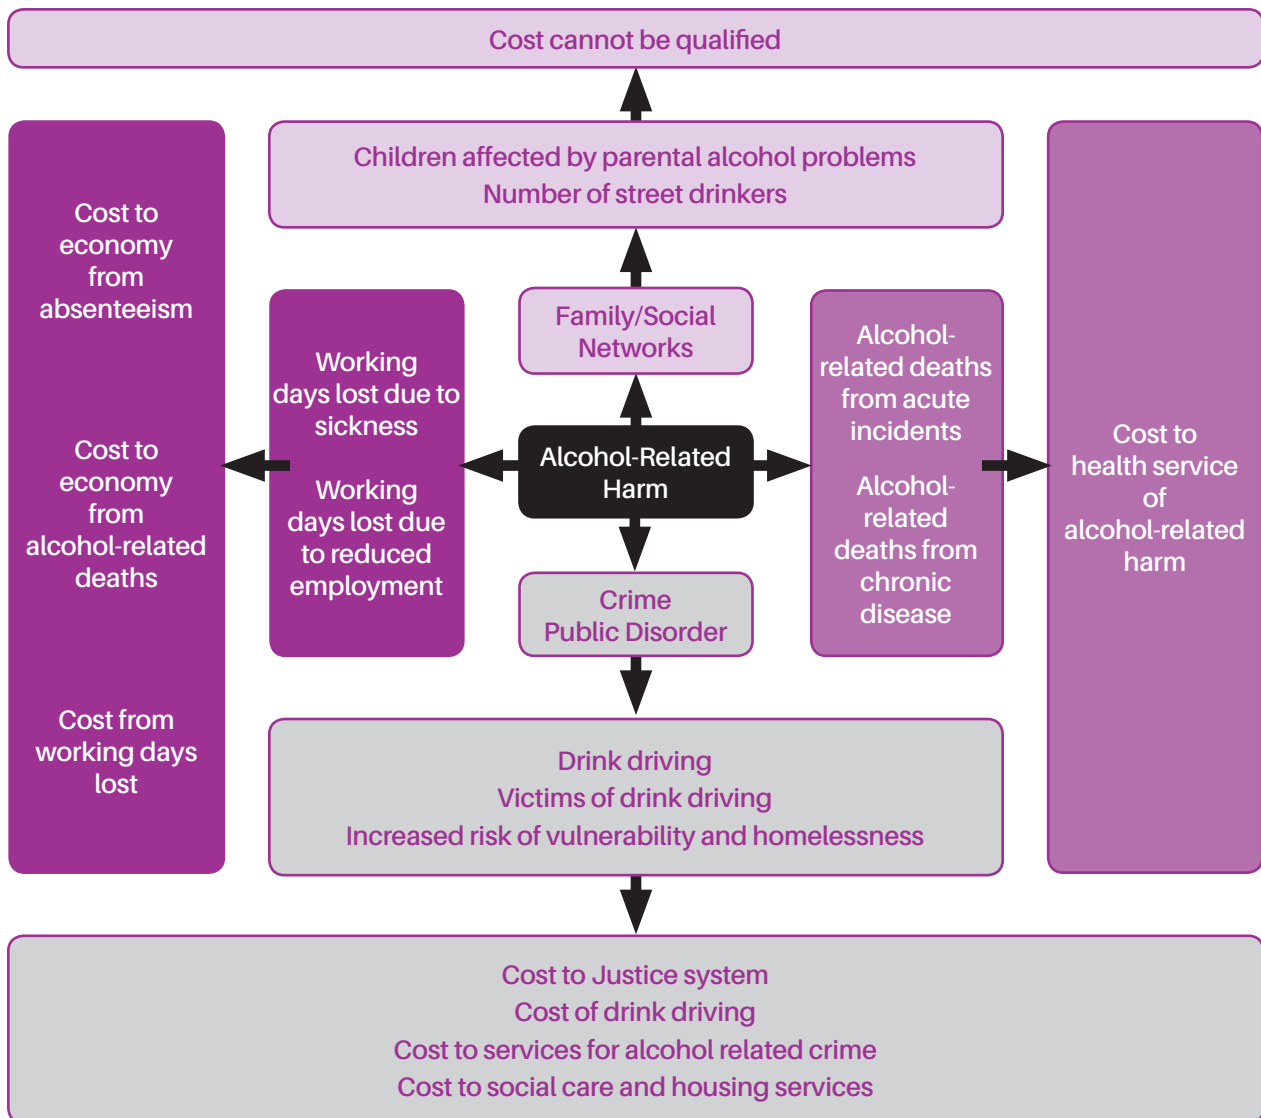 Cost cannot be qualified
Children affected by parental alcohol problems
Number of street drinkers
Cost to
economy
from
absenteeism
Cost to
economy
from
alcohol-related
deaths
Cost from
working days
lost
Working
days lost due to
sickness
Working
days lost due
to reduced
employment
Family/Social
Networks
Alcohol-Related
Harm
Crime
Public Disorder
Alcohol-
related deaths
from acute
incidents
Alcohol-
related
deaths from
chronic
disease
Cost to
health service
of
alcohol-related
harm
Drink driving
Victims of drink driving
Increased risk of vulnerability and homelessness
Cost to Justice system
Cost of drink driving
Cost to services for alcohol related crime
Cost to social care and housing services